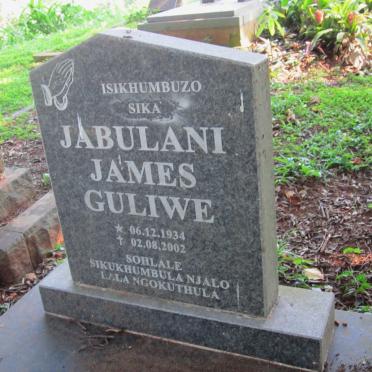 ISIKHUMBUZO
SIKA
JABULANI
JAMES
GULIWE
* 06.12.1934
† 02.08.2002
SOHLALE
SIKUKHUMBULA NJALO
LALA NGOKUTHULA